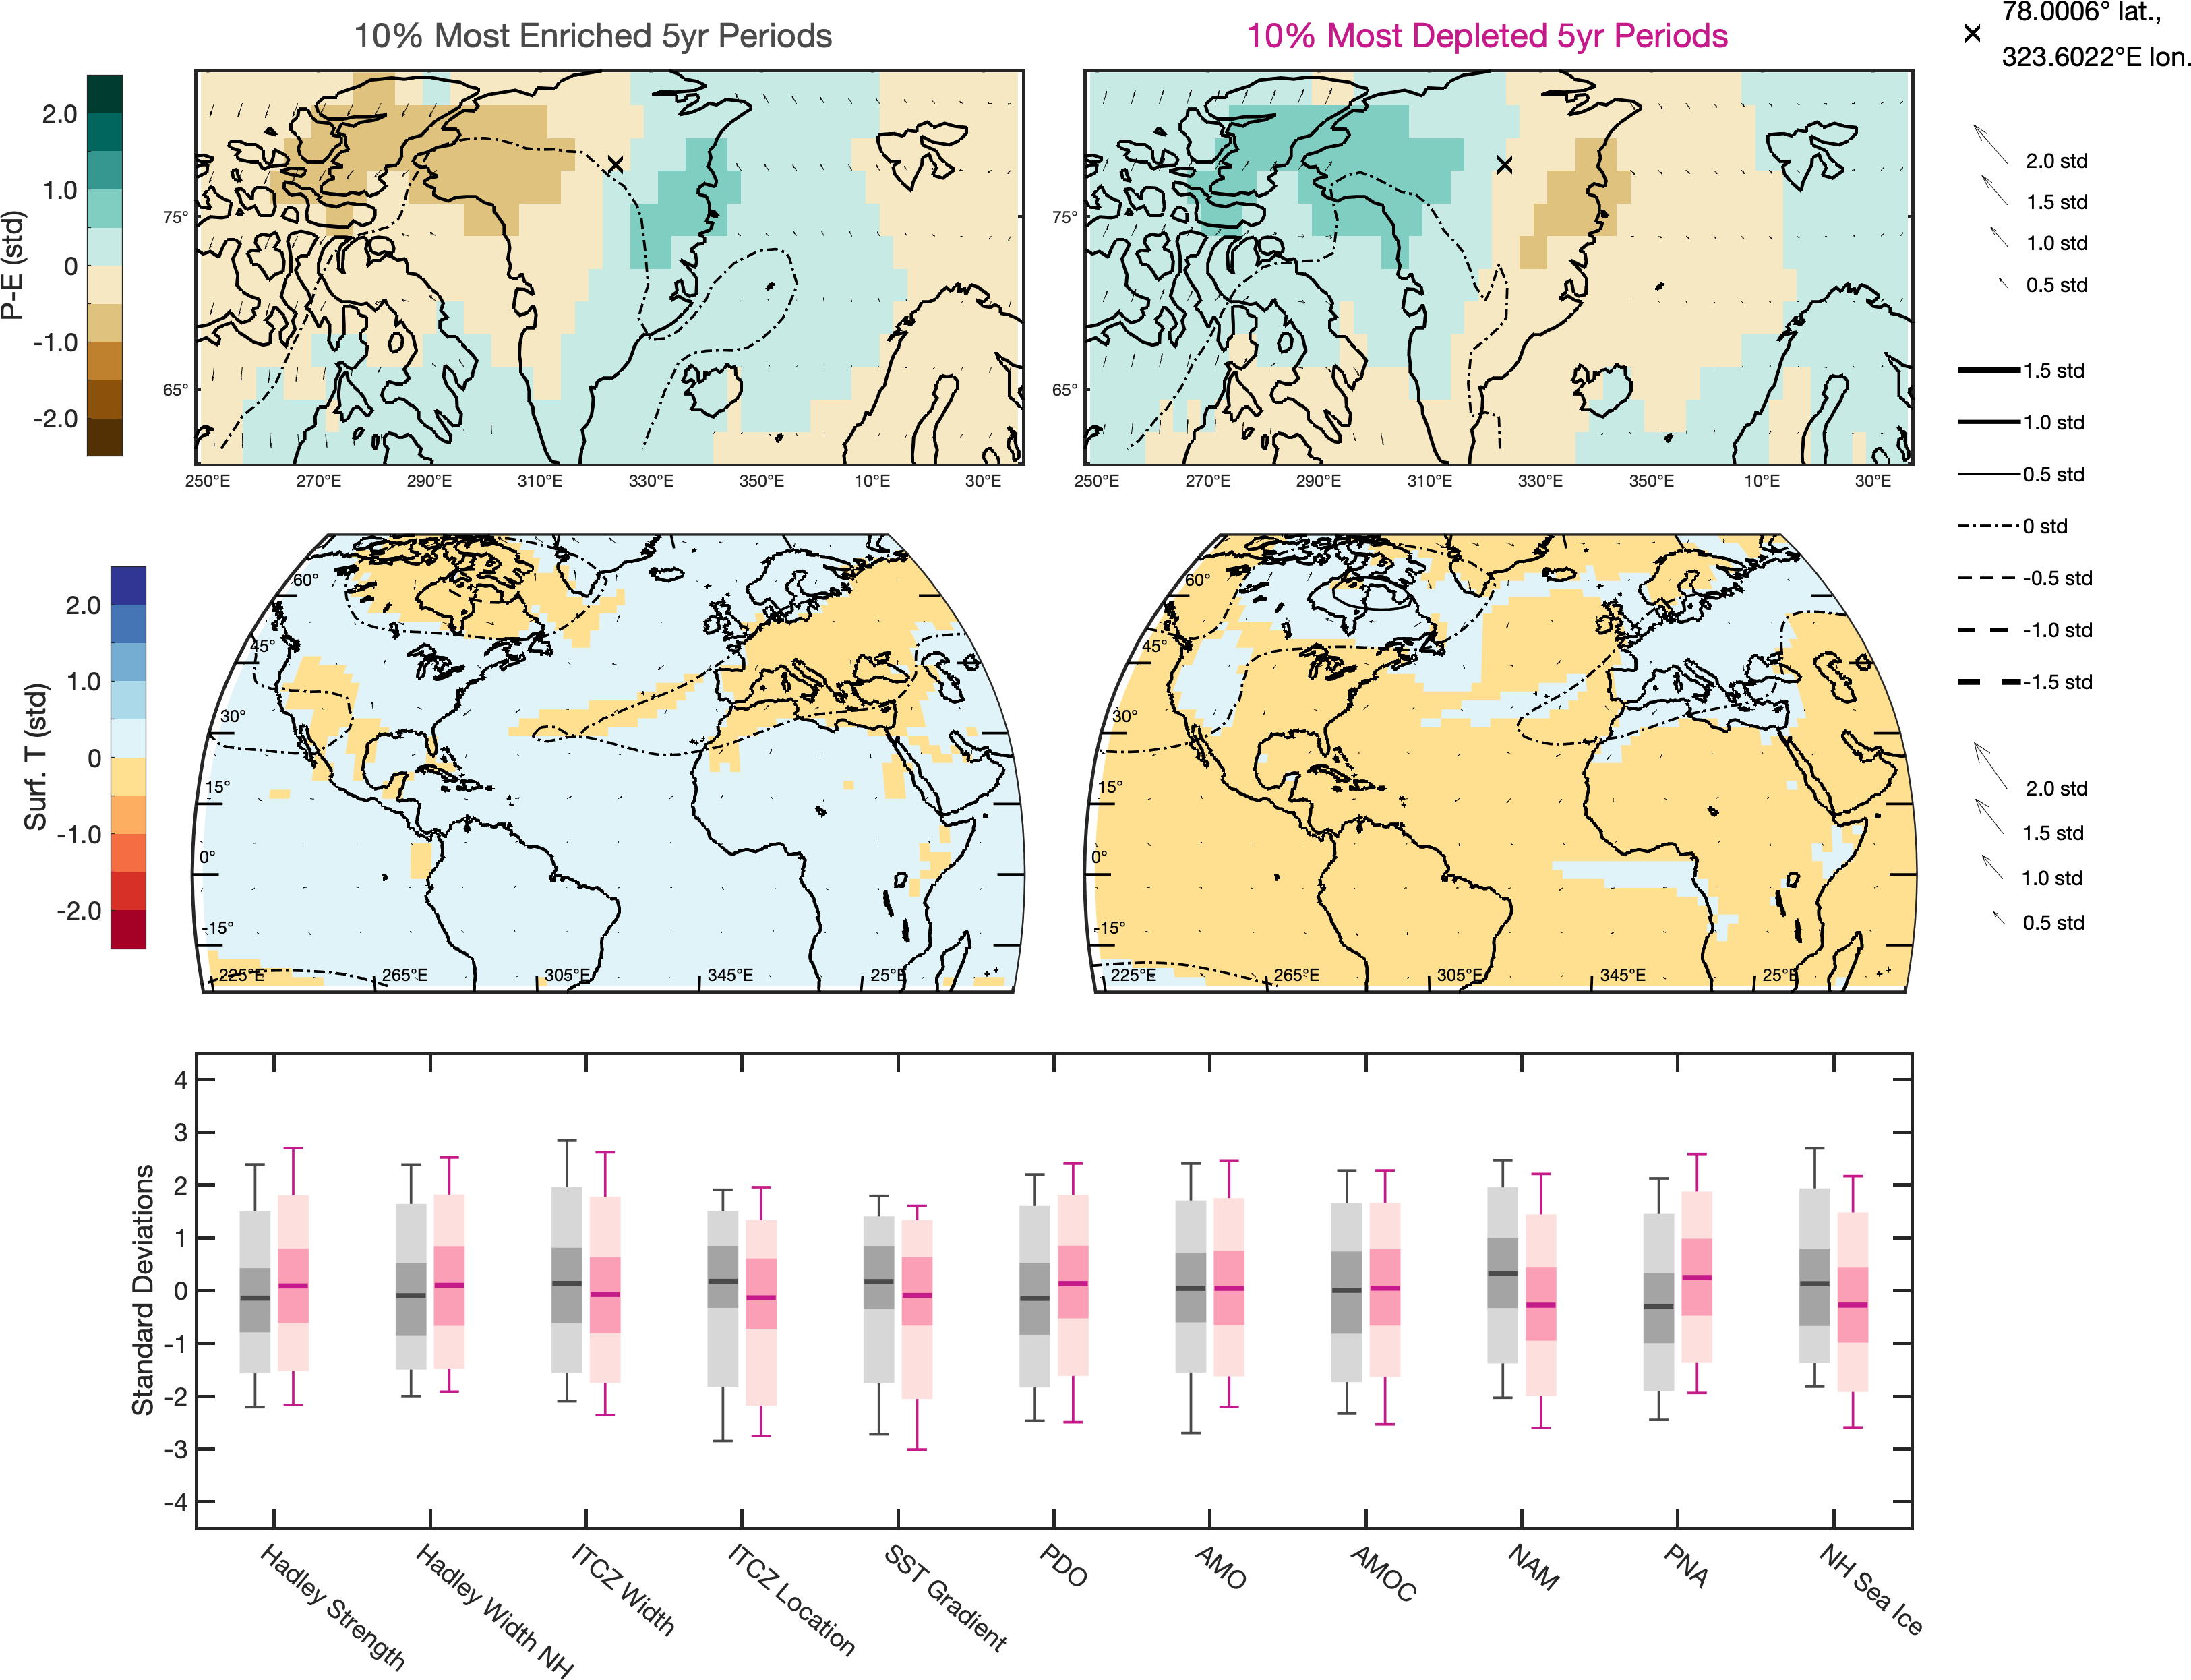 10% Most Enriched 5yr Periods
10% Most Depleted 5yr Periods
78.0006° lat.,
323.6022°E lon.
P-E (std)
2.0
1.0
0
-1.0
-2.0
75°
65°
250°E
270°E
290°E
310°E
330°E
350°E
10°E
30°E
75°
65°
250°E
270°E
290°E
310°E
330°E
350°E
10°E
30°E
2.0 std
1.5 std
1.0 std
0.5 std
1.5 std
1.0 std
0.5 std
0 std
-0.5 std
-1.0 std
-1.5 std
Surf. T (std)
2.0
1.0
0
-1.0
-2.0
60°
45°
30°
15°
0°
-15°
225°E
265°E
305°E
345°E
25°E
60°
45°
30°
15°
0°
-15°
225°E
265°E
305°E
345°E
25°E
2.0 std
1.5 std
1.0 std
0.5 std
Standard Deviations
4
3
2
1
0
-1
-2
-3
-4
Hadley Strength
Hadley Width NH
ITCZ Width
ITCZ Location
SST Gradient
PDO
AMO
AMOC
NAM
PNA
NH Sea Ice